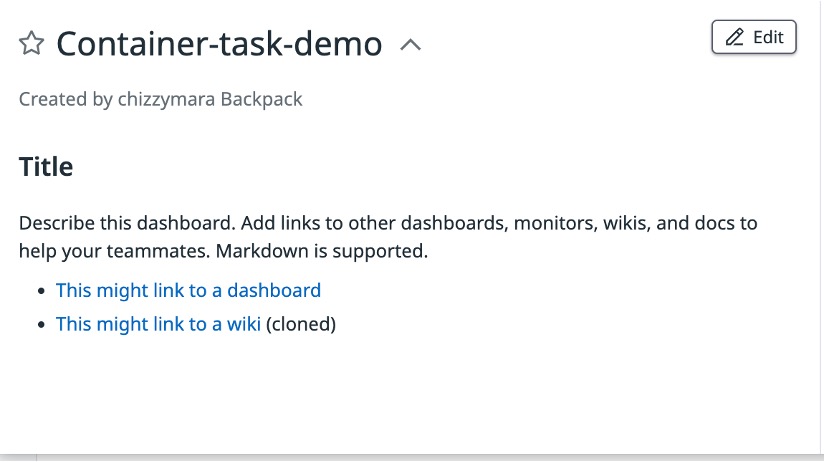 Container-task-demo
Edit
Created by chizzymara Backpack
Title
Describe this dashboard. Add links to other dashboards, monitors, wikis, and docs to
help your teammates. Markdown is supported.
• This might link to a dashboard
• This might link to a wiki (cloned)